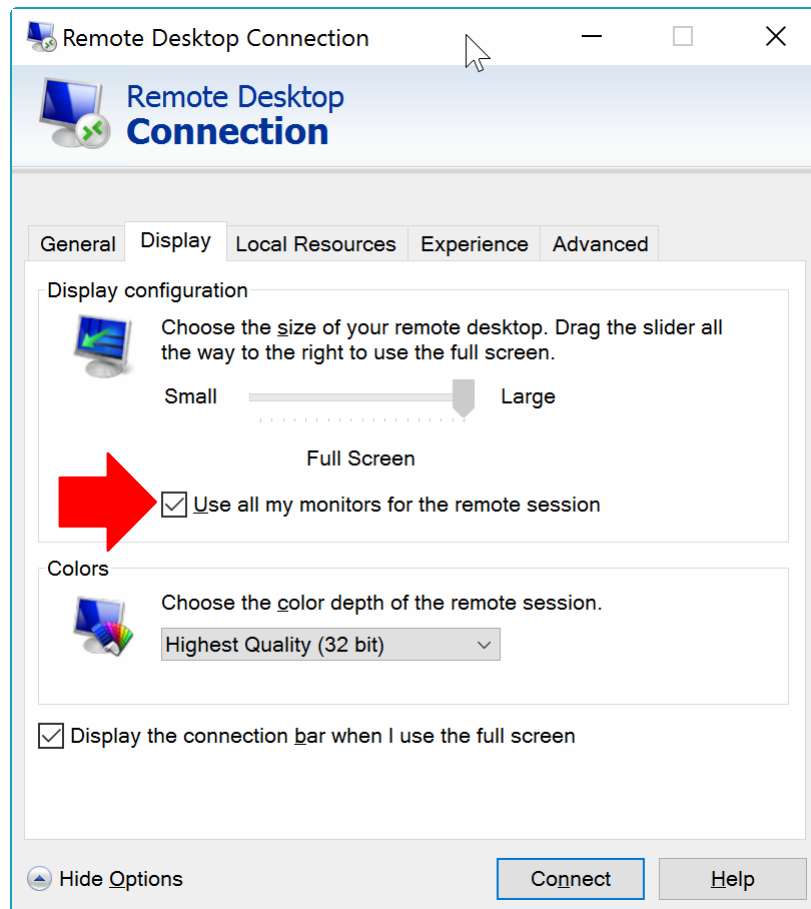 Remote Desktop Connection
Remote Desktop
Connection
General Display Local Resources Experience Advanced
Display configuration
Choose the size of your remote desktop. Drag the slider all
the way to the right to use the full screen.
Small Large
Full Screen
Use all my monitors for the remote session
Colors
Choose the color depth of the remote session.
Highest Quality (32 bit)
Display the connection bar when I use the full screen
Hide Options Connect Help